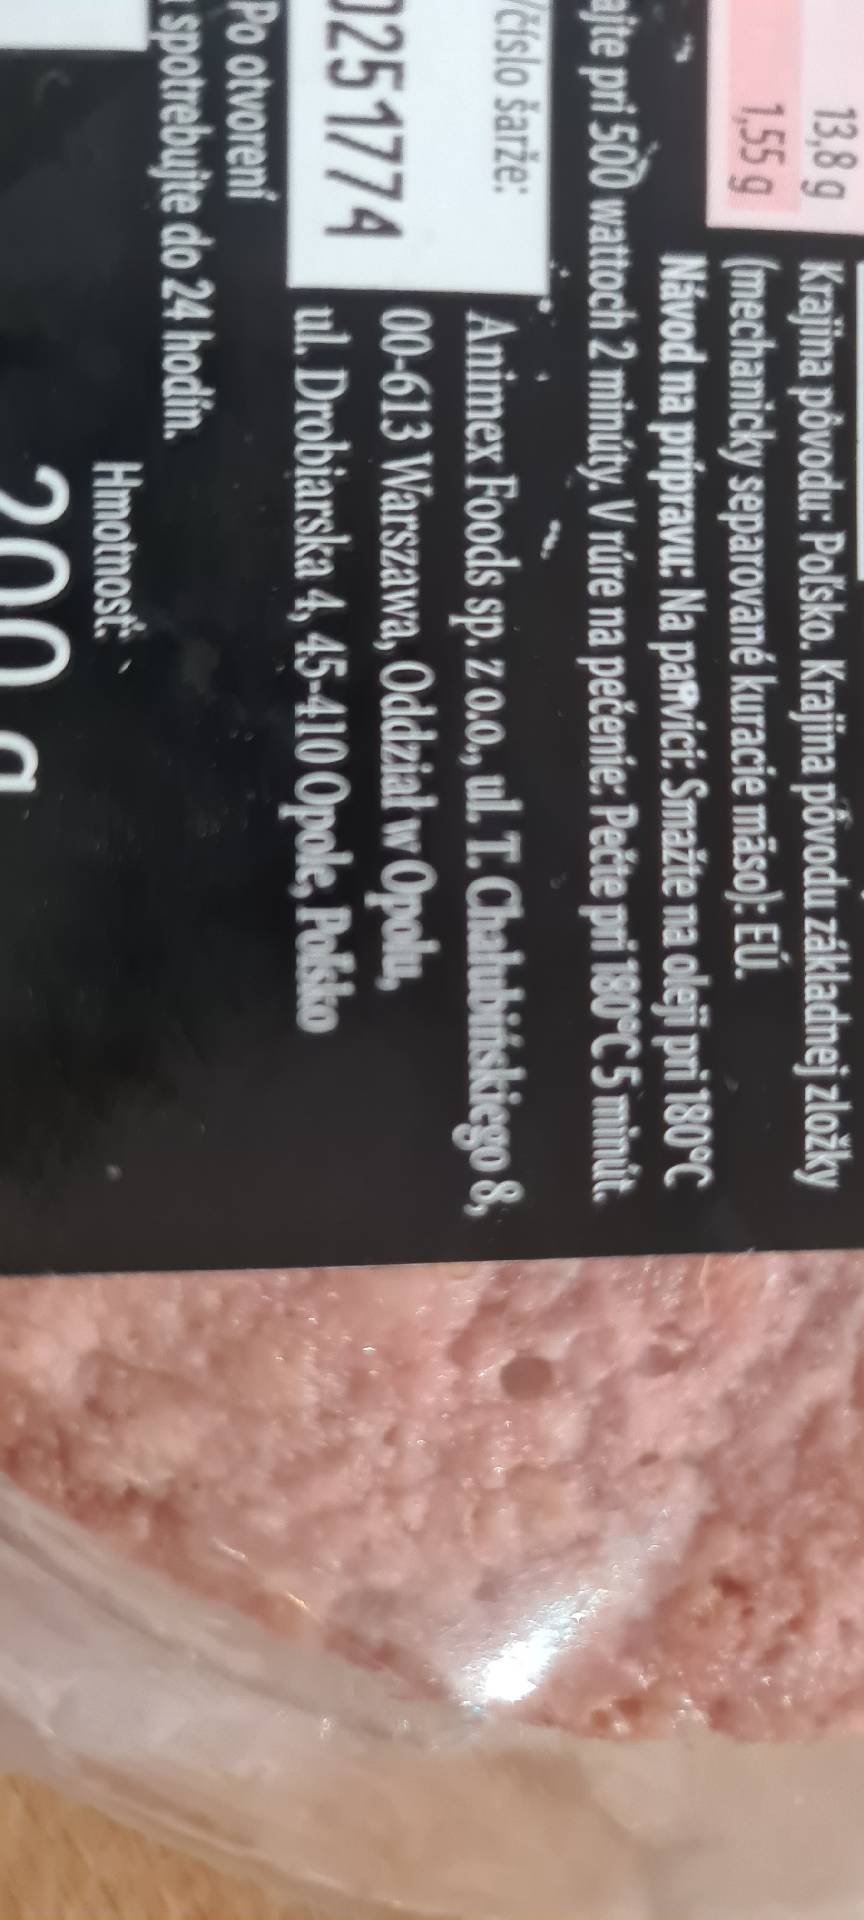 13,8 g
1,55 g
Krajina pôvodu: Poľsko. Krajina pôvodu základnej zložky
(mechanicky separované kuracie mäso): EÚ.
Návod na prípravu: Na panvici: Smažte na oleji pri 180°C
ajte pri 500 wattoch 2 minúty. V rúre na pečenie: Pečte pri 180°C 5 minút.
/číslo šarže:
0251774
Animex Foods sp. z o.o., ul. T. Chałubińskiego 8,
00-613 Warszawa, Oddział w Opolu,
ul. Drobiarska 4, 45-410 Opole, Poľsko
Po otvorení
spotrebujte do 24 hodín.
Hmotnosť:
200 g